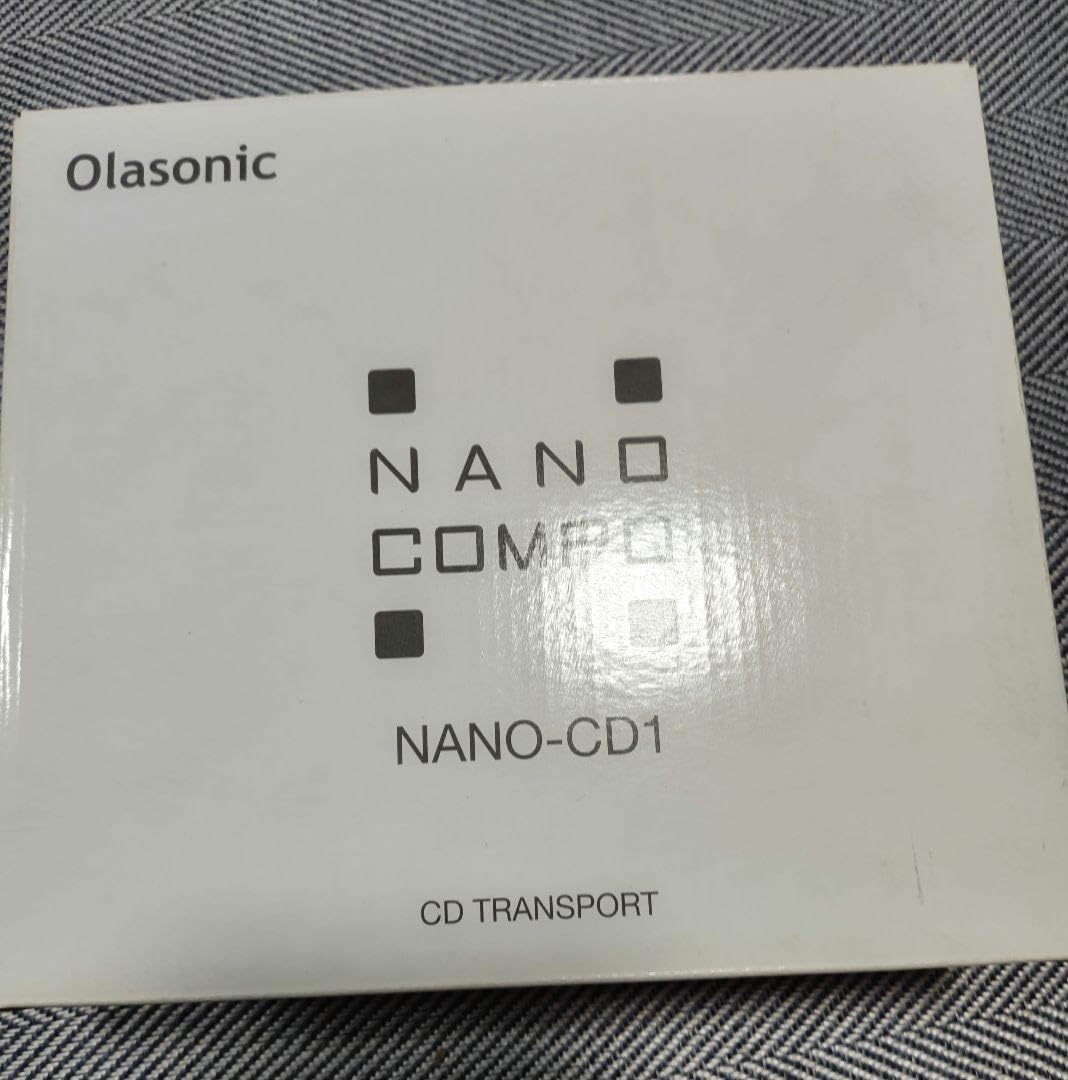 Olasonic
NANO
COMPO
NANO-CD1
CD TRANSPORT